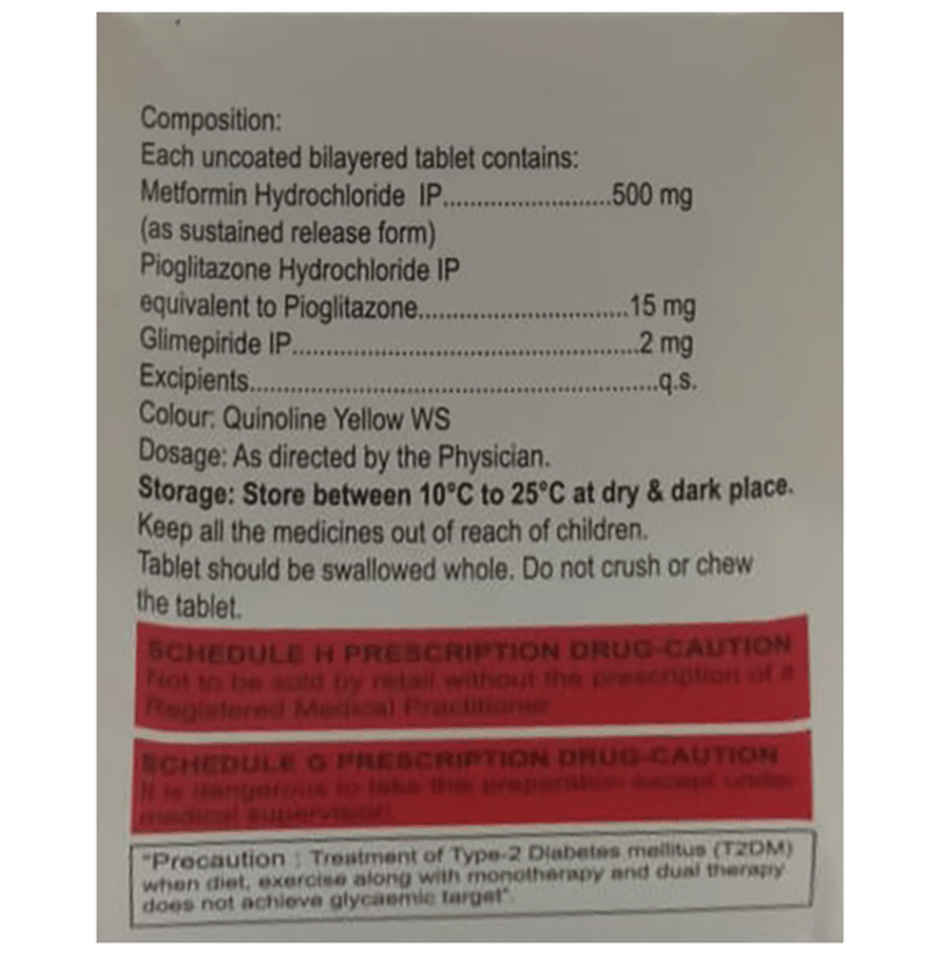 Composition:
Each uncoated bilayered tablet contains:
Metformin Hydrochloride IP........................500 mg
(as sustained release form)
Pioglitazone Hydrochloride IP
equivalent to Pioglitazone..............................15 mg
Glimepiride IP..................................................2 mg
Excipients...........................................................q.s.
Colour: Quinoline Yellow WS
Dosage: As directed by the Physician.
Storage: Store between 10°C to 25°C at dry & dark place.
Keep all the medicines out of reach of children.
Tablet should be swallowed whole. Do not crush or chew
the tablet.
SCHEDULE H PRESCRIPTION DRUG-CAUTION
Not to be sold by retail without the prescription of a
Registered Medical Practitioner
SCHEDULE G PRESCRIPTION DRUG-CAUTION
It is dangerous to take this preparation except under
medical supervision
"Precaution : Treatment of Type-2 Diabetes mellitus (T2DM)
when diet, exercise along with monotherapy and dual therapy
does not achieve glycaemic target".